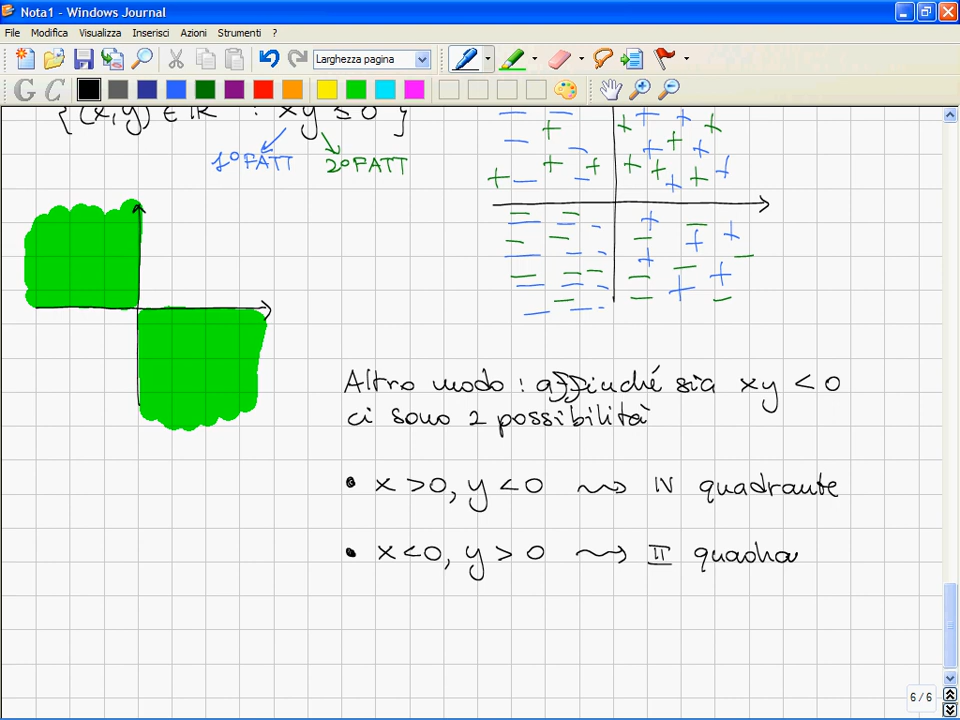 Nota1 - Windows Journal
File Modifica Visualizza Inserisci Azioni Strumenti ?
Larghezza pagina
{(x,y) ∈ R : xy ≤ 0 }
1° FATT 2° FATT
Altro modo : affinché sia xy < 0
ci sono 2 possibilità
• x > 0, y < 0 ⇝ IV quadrante
• x < 0, y > 0 ⇝ II quadra
6 / 6